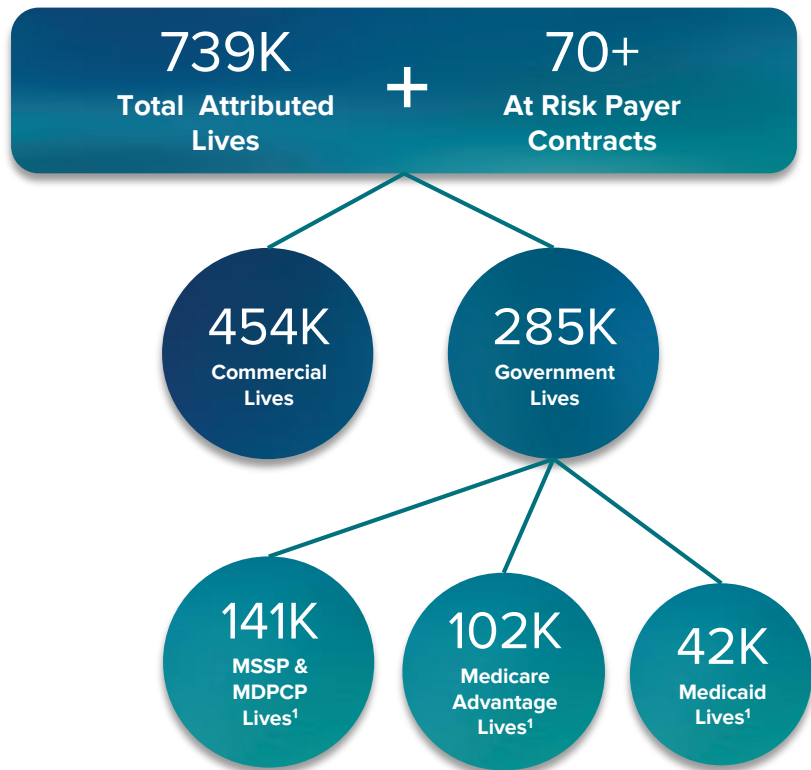 739K
Total Attributed
Lives
+
70+
At Risk Payer
Contracts
454K
Commercial
Lives
285K
Government
Lives
141K
MSSP &
MDPCP
Lives¹
102K
Medicare
Advantage
Lives¹
42K
Medicaid
Lives¹